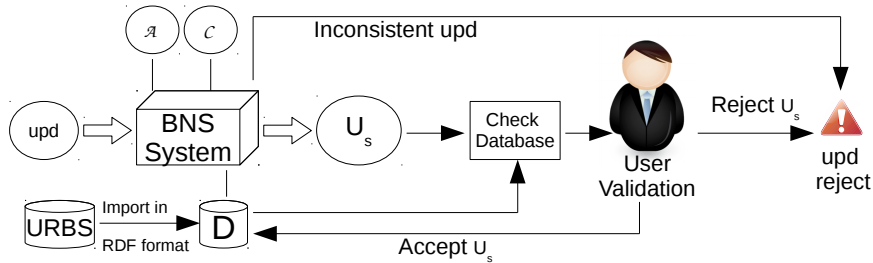 𝒜
𝒞
Inconsistent upd
upd
BNS
System
Uₛ
Check
Database
User
Validation
Reject Uₛ
upd
reject
URBS
Import in
RDF format
D
Accept Uₛ